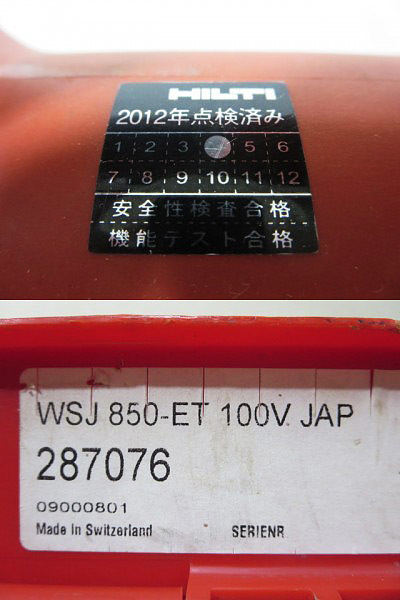 HILTI
2012年点検済み
1 2 3 5 6
7 8 9 10 11 12
安全性検査合格
機能テスト合格
WSJ 850-ET 100V JAP
287076
09000801
Made in Switzerland SERIENR